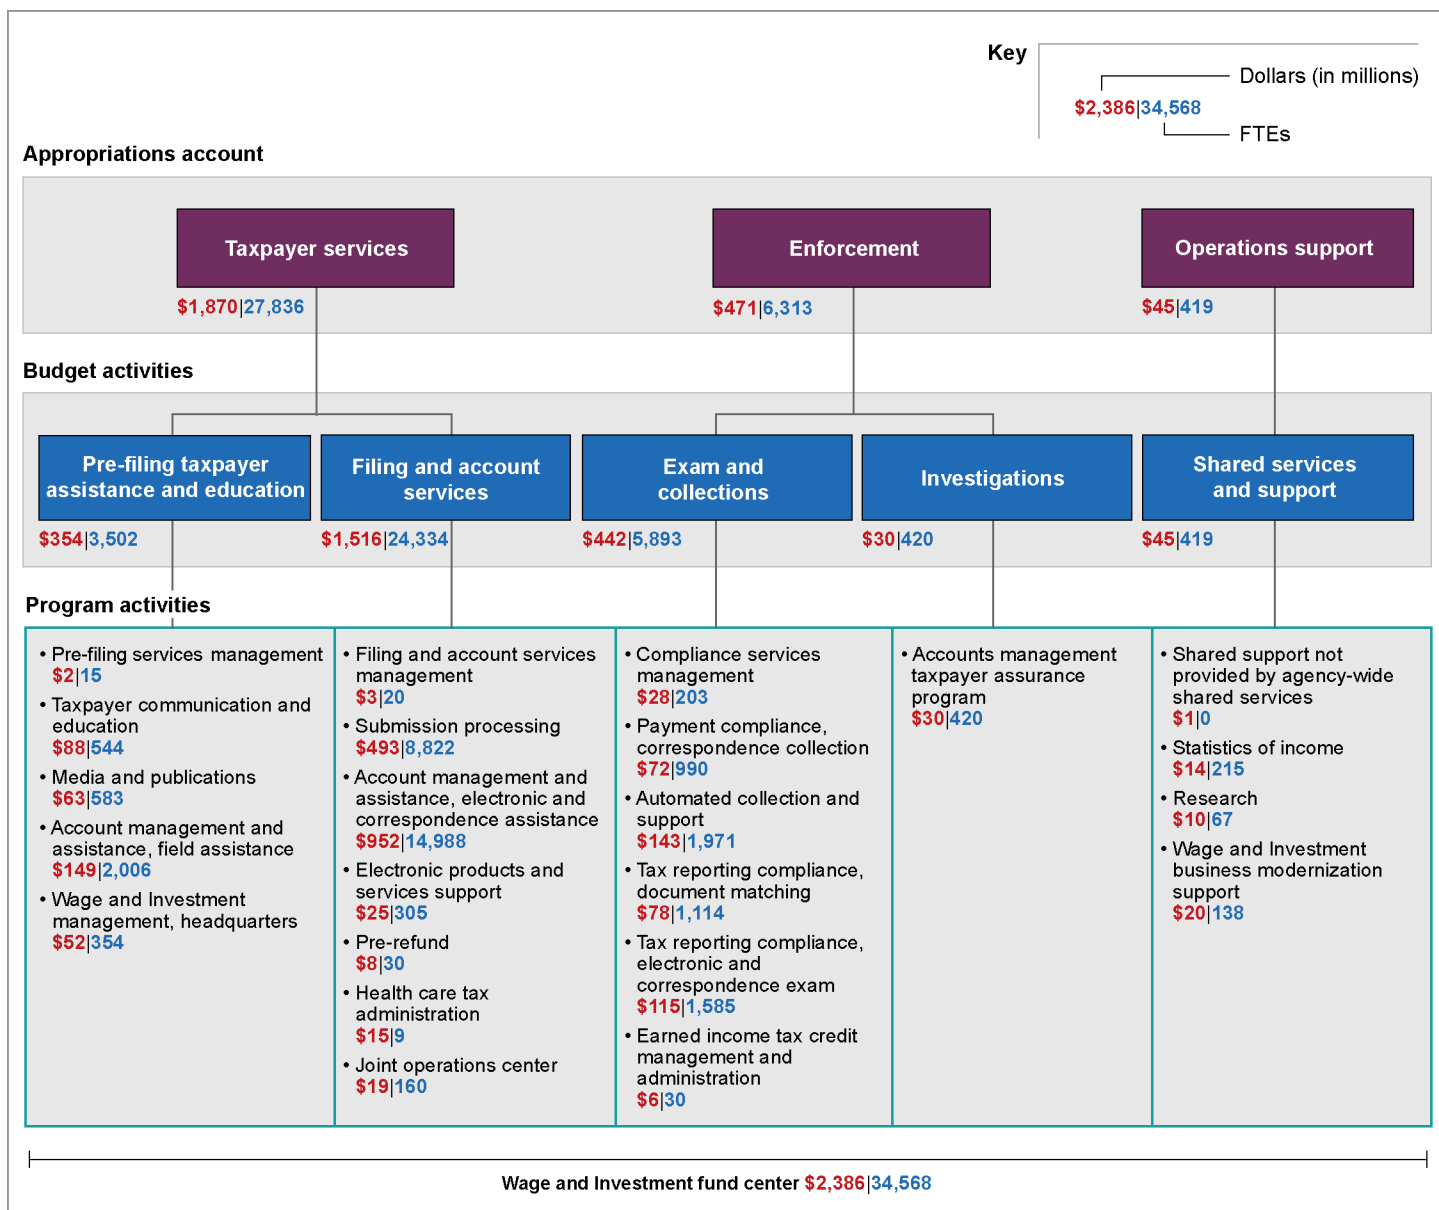 Key
Dollars (in millions)
$2,386|34,568
FTEs
Appropriations account
Taxpayer services
$1,870|27,836
Enforcement
$471|6,313
Operations support
$45|419
Budget activities
Pre-filing taxpayer
assistance and education
$354|3,502
Filing and account
services
$1,516|24,334
Exam and
collections
$442|5,893
Investigations
$30|420
Shared services
and support
$45|419
Program activities
• Pre-filing services management
$2|15
• Taxpayer communication and
education
$88|544
• Media and publications
$63|583
• Account management and
assistance, field assistance
$149|2,006
• Wage and Investment
management, headquarters
$52|354
• Filing and account services
management
$3|20
• Submission processing
$493|8,822
• Account management and
assistance, electronic and
correspondence assistance
$952|14,988
• Electronic products and
services support
$25|305
• Pre-refund
$8|30
• Health care tax
administration
$15|9
• Joint operations center
$19|160
• Compliance services
management
$28|203
• Payment compliance,
correspondence collection
$72|990
• Automated collection and
support
$143|1,971
• Tax reporting compliance,
document matching
$78|1,114
• Tax reporting compliance,
electronic and
correspondence exam
$115|1,585
• Earned income tax credit
management and
administration
$6|30
• Accounts management
taxpayer assurance
program
$30|420
• Shared support not
provided by agency-wide
shared services
$1|0
• Statistics of income
$14|215
• Research
$10|67
• Wage and Investment
business modernization
support
$20|138
Wage and Investment fund center $2,386|34,568